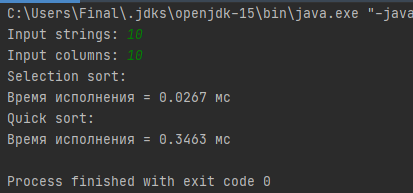 C:\Users\Final\.jdks\openjdk-15\bin\java.exe "-java
Input strings: 10
Input columns: 10
Selection sort:
Время исполнения = 0.0267 мс
Quick sort:
Время исполнения = 0.3463 мс
Process finished with exit code 0